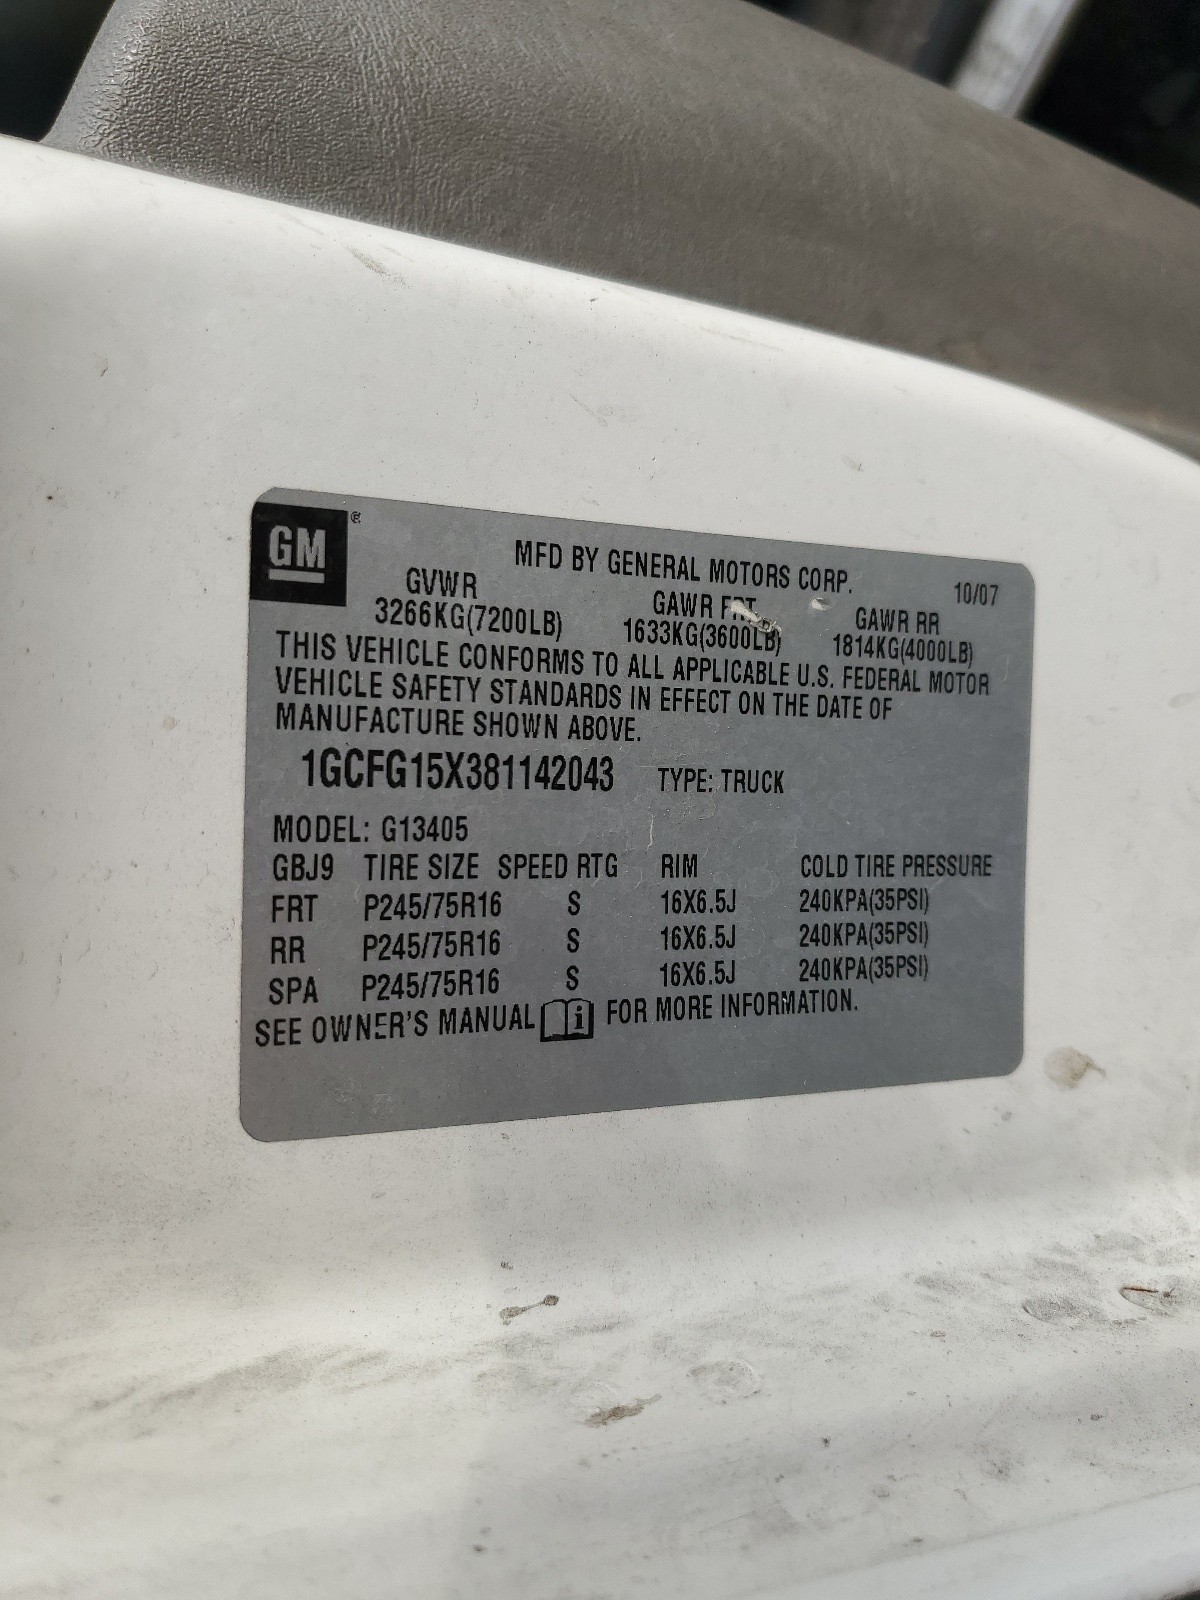 GM ®
MFD BY GENERAL MOTORS CORP. 10/07
GVWR GAWR FRT GAWR RR
3266KG(7200LB) 1633KG(3600LB) 1814KG(4000LB)
THIS VEHICLE CONFORMS TO ALL APPLICABLE U.S. FEDERAL MOTOR
VEHICLE SAFETY STANDARDS IN EFFECT ON THE DATE OF
MANUFACTURE SHOWN ABOVE.
1GCFG15X381142043 TYPE: TRUCK
MODEL: G13405
GBJ9 TIRE SIZE SPEED RTG RIM COLD TIRE PRESSURE
FRT P245/75R16 S 16X6.5J 240KPA(35PSI)
RR P245/75R16 S 16X6.5J 240KPA(35PSI)
SPA P245/75R16 S 16X6.5J 240KPA(35PSI)
SEE OWNER'S MANUAL i FOR MORE INFORMATION.